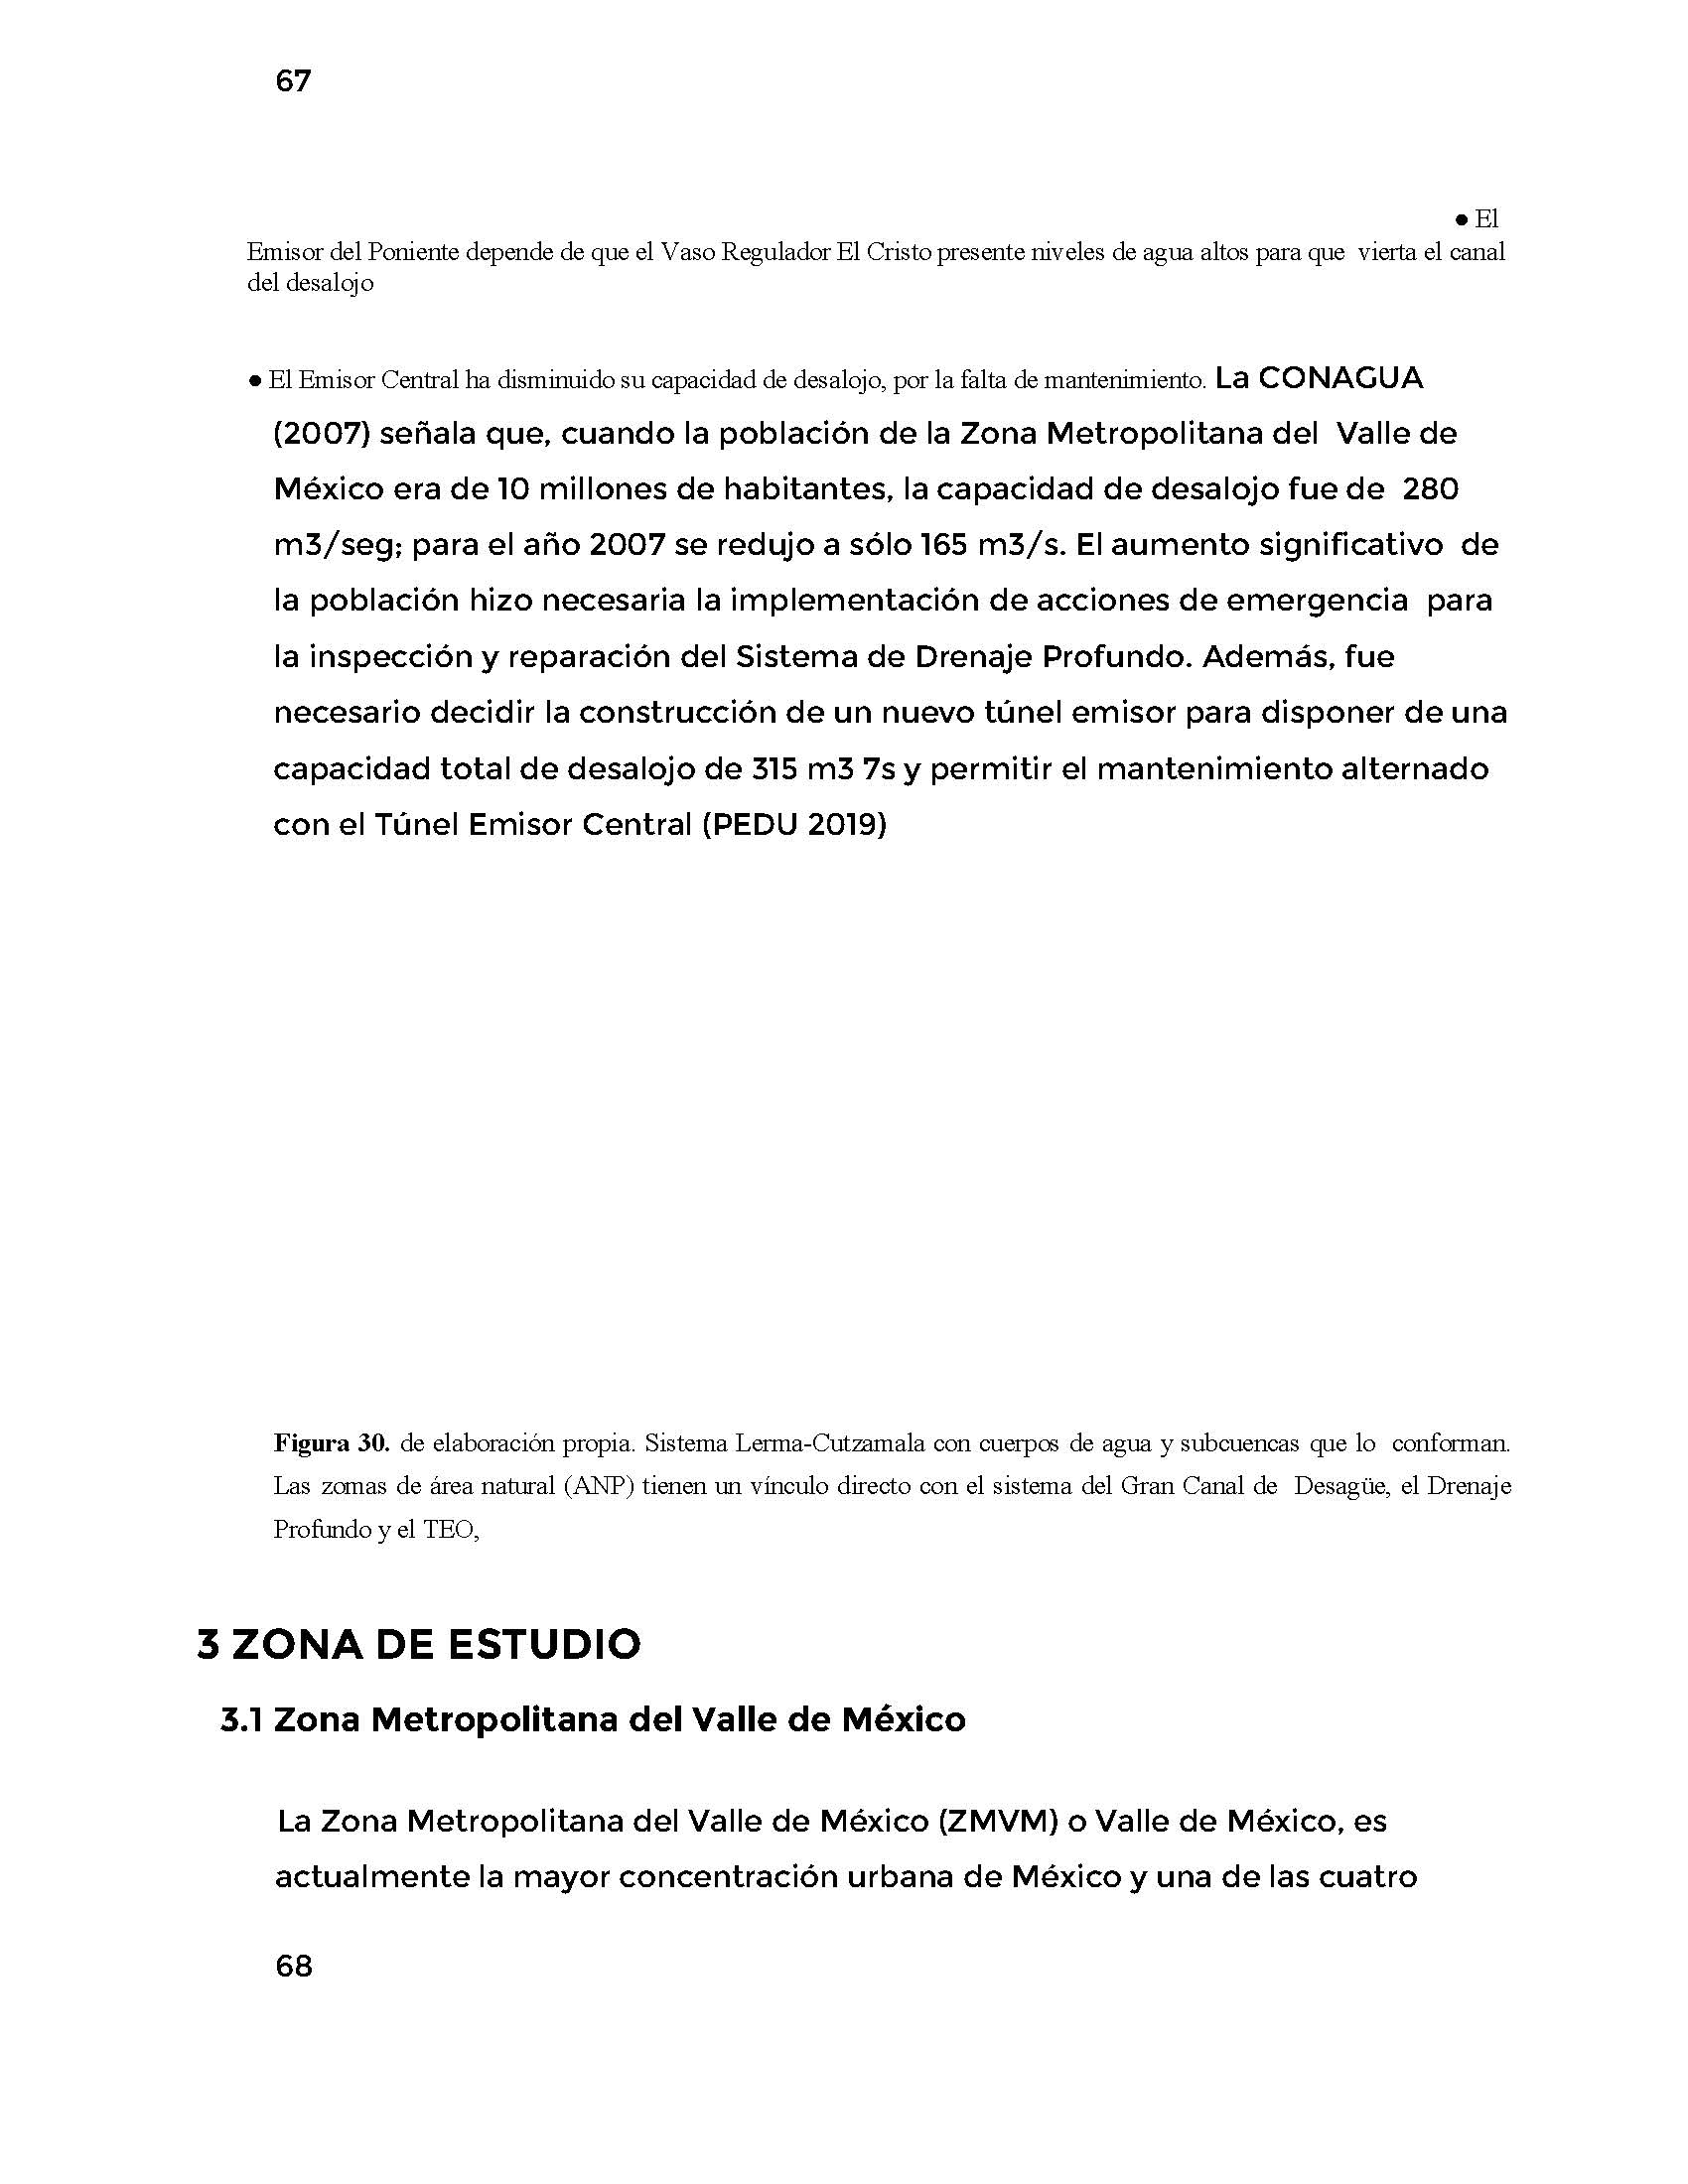 67
● El
Emisor del Poniente depende de que el Vaso Regulador El Cristo presente niveles de agua altos para que vierta el canal
del desalojo
● El Emisor Central ha disminuido su capacidad de desalojo, por la falta de mantenimiento. La CONAGUA
(2007) señala que, cuando la población de la Zona Metropolitana del Valle de
México era de 10 millones de habitantes, la capacidad de desalojo fue de 280
m3/seg; para el año 2007 se redujo a sólo 165 m3/s. El aumento significativo de
la población hizo necesaria la implementación de acciones de emergencia para
la inspección y reparación del Sistema de Drenaje Profundo. Además, fue
necesario decidir la construcción de un nuevo túnel emisor para disponer de una
capacidad total de desalojo de 315 m3 7s y permitir el mantenimiento alternado
con el Túnel Emisor Central (PEDU 2019)
Figura 30. de elaboración propia. Sistema Lerma-Cutzamala con cuerpos de agua y subcuencas que lo conforman.
Las zomas de área natural (ANP) tienen un vínculo directo con el sistema del Gran Canal de Desagüe, el Drenaje
Profundo y el TEO,
3 ZONA DE ESTUDIO
3.1 Zona Metropolitana del Valle de México
La Zona Metropolitana del Valle de México (ZMVM) o Valle de México, es
actualmente la mayor concentración urbana de México y una de las cuatro
68